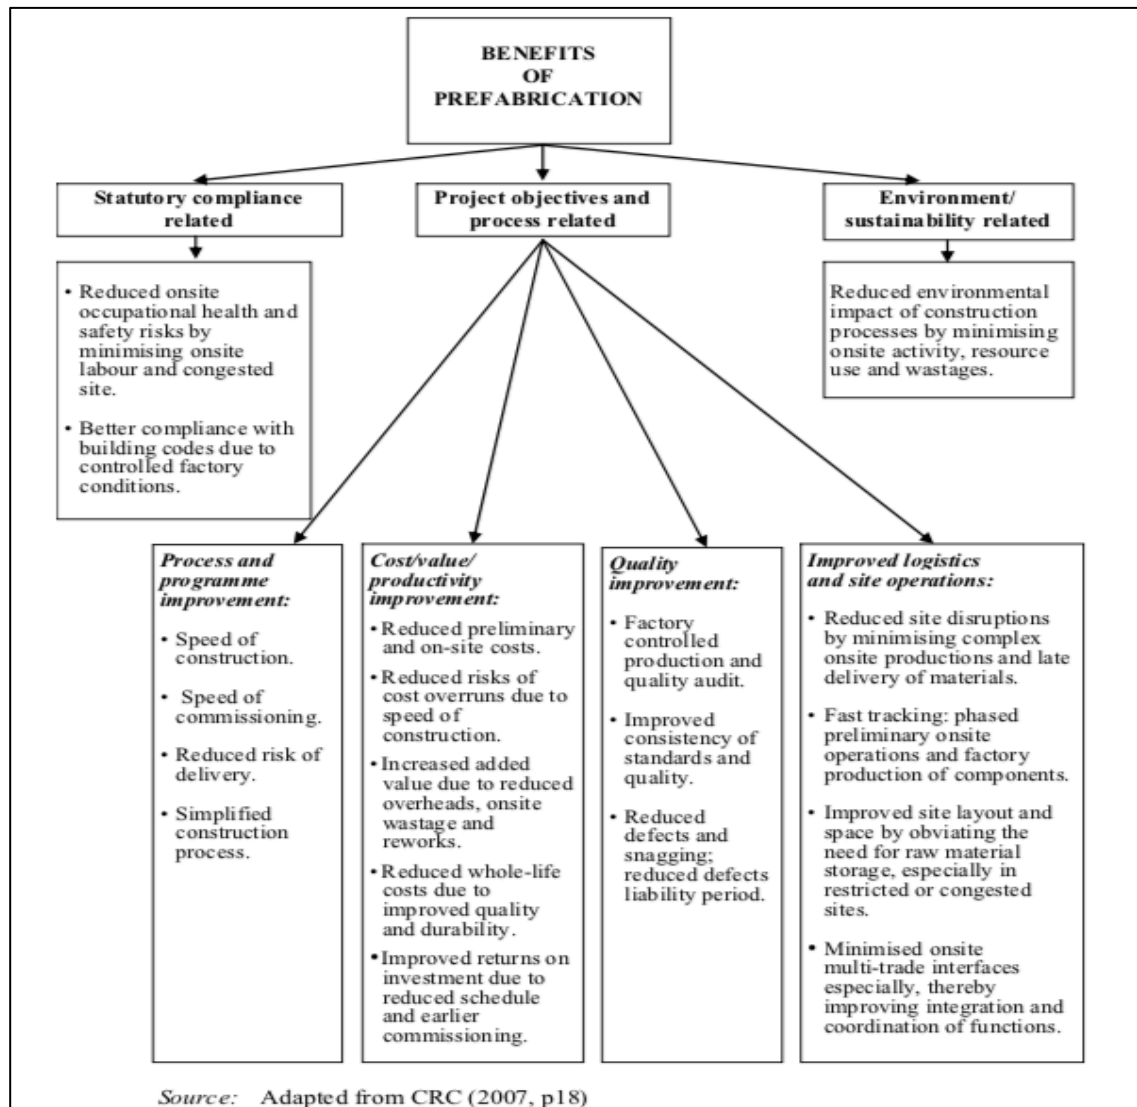 BENEFITS
OF
PREFABRICATION
Statutory compliance
related
Project objectives and
process related
Environment/
sustainability related
• Reduced onsite
occupational health and
safety risks by
minimising onsite
labour and congested
site.
• Better compliance with
building codes due to
controlled factory
conditions.
Reduced environmental
impact of construction
processes by minimising
onsite activity, resource
use and wastages.
Process and
programme
improvement:
• Speed of
construction.
• Speed of
commissioning.
• Reduced risk of
delivery.
• Simplified
construction
process.
Cost/value/
productivity
improvement:
• Reduced preliminary
and on-site costs.
• Reduced risks of
cost overruns due to
speed of
construction.
• Increased added
value due to reduced
overheads, onsite
wastage and
reworks.
• Reduced whole-life
costs due to
improved quality
and durability.
• Improved returns on
investment due to
reduced schedule
and earlier
commissioning.
Quality
improvement:
• Factory
controlled
production and
quality audit.
• Improved
consistency of
standards and
quality.
• Reduced
defects and
snagging;
reduced defects
liability period.
Improved logistics
and site operations:
• Reduced site disruptions
by minimising complex
onsite productions and late
delivery of materials.
• Fast tracking: phased
preliminary onsite
operations and factory
production of components.
• Improved site layout and
space by obviating the
need for raw material
storage, especially in
restricted or congested
sites.
• Minimised onsite
multi-trade interfaces
especially, thereby
improving integration and
coordination of functions.
Source: Adapted from CRC (2007, p18)